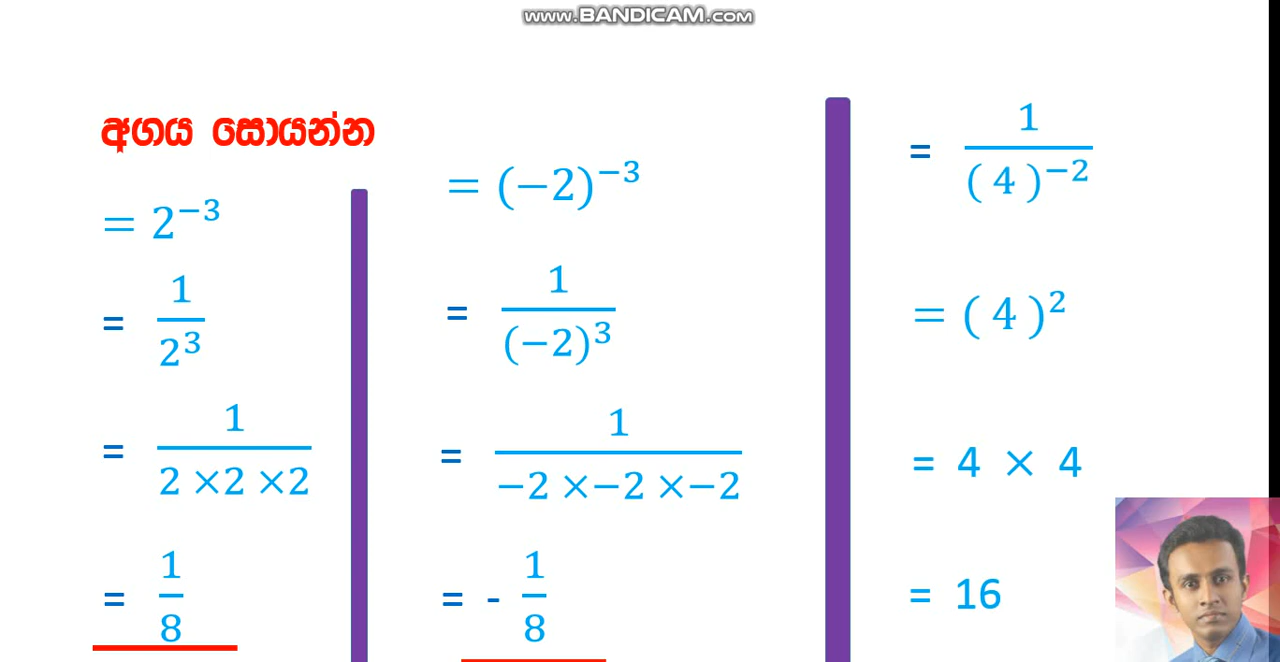 www.BANDICAM.com
අගය සොයන්න
= 2⁻³
= 1/2³
= 1/(2 ×2 ×2)
= 1/8
= (−2)⁻³
= 1/(−2)³
= 1/(−2 ×−2 ×−2)
= - 1/8
= 1/( 4 )⁻²
= ( 4 )²
= 4 × 4
= 16